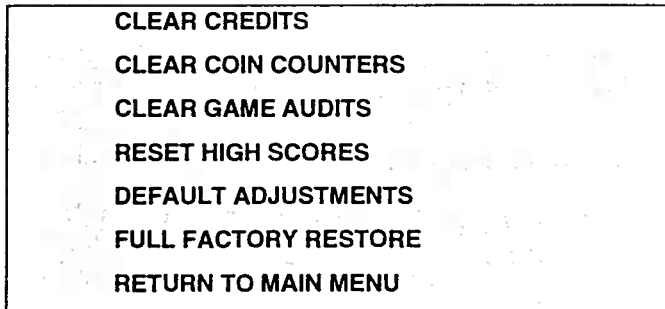 CLEAR CREDITS
CLEAR COIN COUNTERS
CLEAR GAME AUDITS
RESET HIGH SCORES
DEFAULT ADJUSTMENTS
FULL FACTORY RESTORE
RETURN TO MAIN MENU